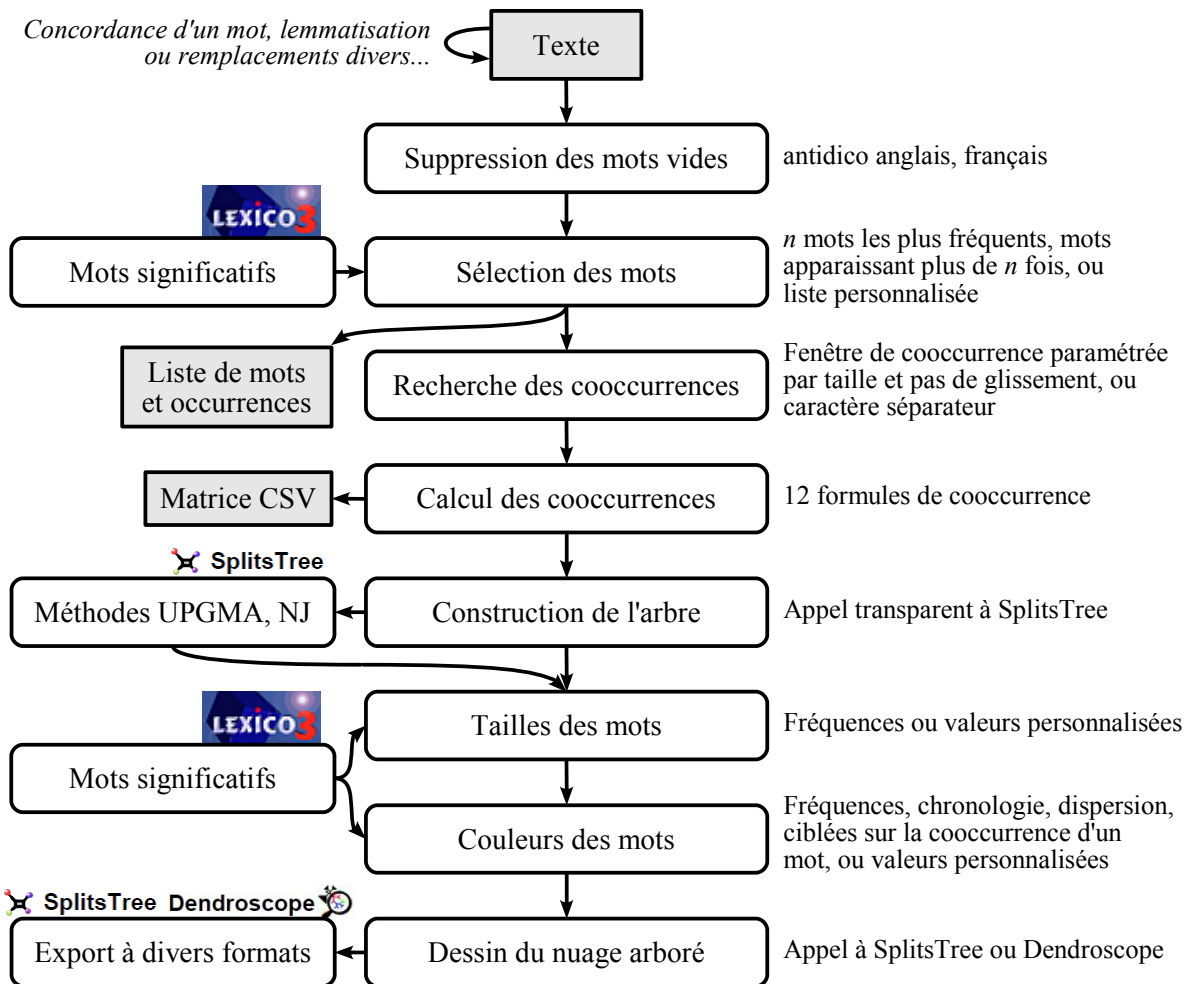 Concordance d'un mot, lemmatisation
ou remplacements divers...
Texte
Suppression des mots vides
antidico anglais, français
LEXICO3
Mots significatifs
Sélection des mots
n mots les plus fréquents, mots
apparaissant plus de n fois, ou
liste personnalisée
Liste de mots
et occurrences
Recherche des cooccurrences
Fenêtre de cooccurrence paramétrée
par taille et pas de glissement, ou
caractère séparateur
Matrice CSV
Calcul des cooccurrences
12 formules de cooccurrence
SplitsTree
Méthodes UPGMA, NJ
Construction de l'arbre
Appel transparent à SplitsTree
LEXICO3
Mots significatifs
Tailles des mots
Fréquences ou valeurs personnalisées
Couleurs des mots
Fréquences, chronologie, dispersion,
ciblées sur la cooccurrence d'un
mot, ou valeurs personnalisées
SplitsTree Dendroscope
Export à divers formats
Dessin du nuage arboré
Appel à SplitsTree ou Dendroscope